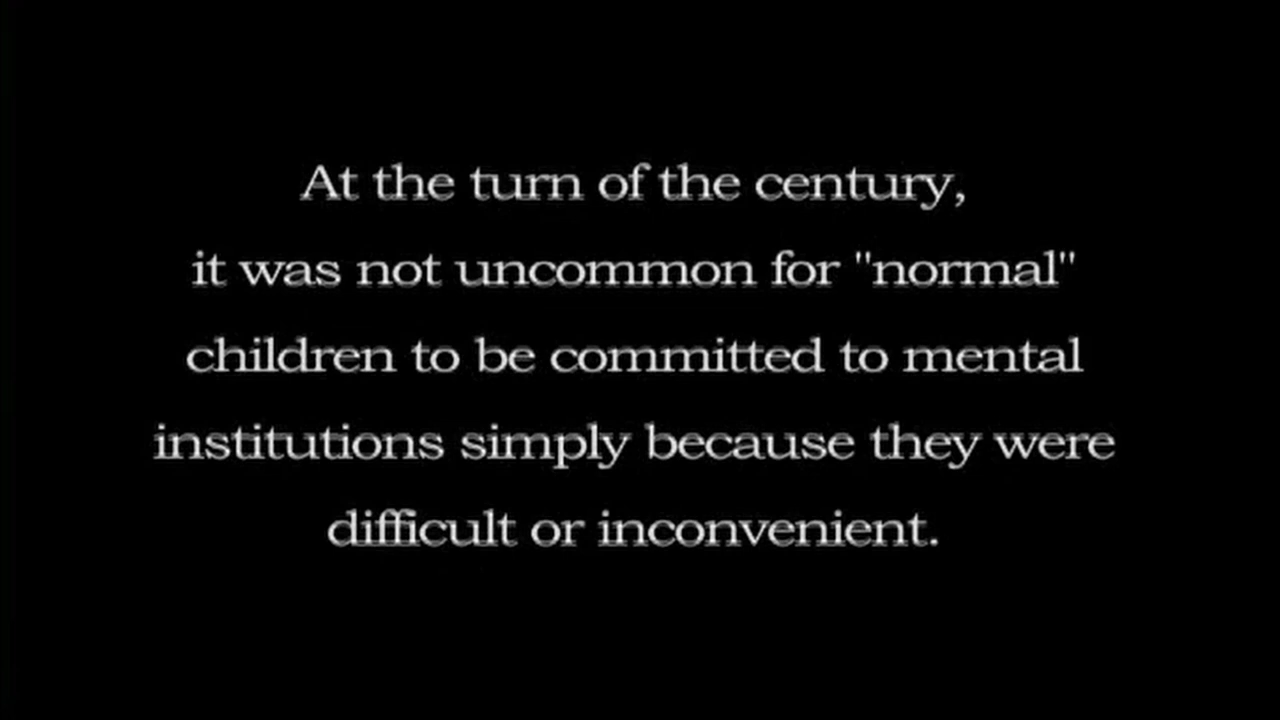 At the turn of the century,
it was not uncommon for "normal"
children to be committed to mental
institutions simply because they were
difficult or inconvenient.